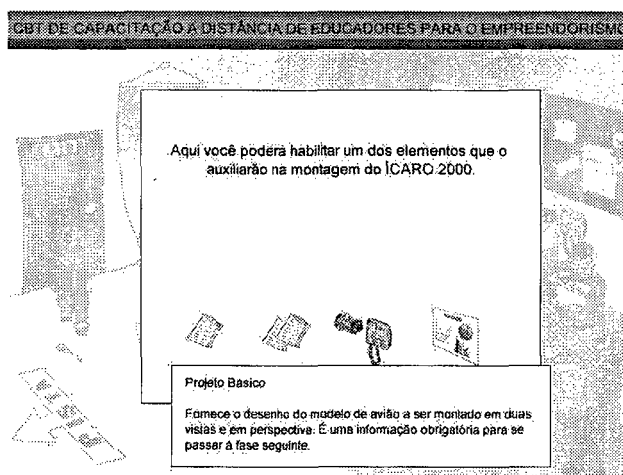 CBT DE CAPACITAÇÃO A DISTÂNCIA DE EDUCADORES PARA O EMPREENDORISMO
Aqui você poderá habilitar um dos elementos que o
auxiliarão na montagem do ÍCARO 2000.
Projeto Basico
Fornece o desenho do modelo de avião a ser montado em duas
vistas e em perspectiva. É uma informação obrigatória para se
passar à fase seguinte.
PISTA